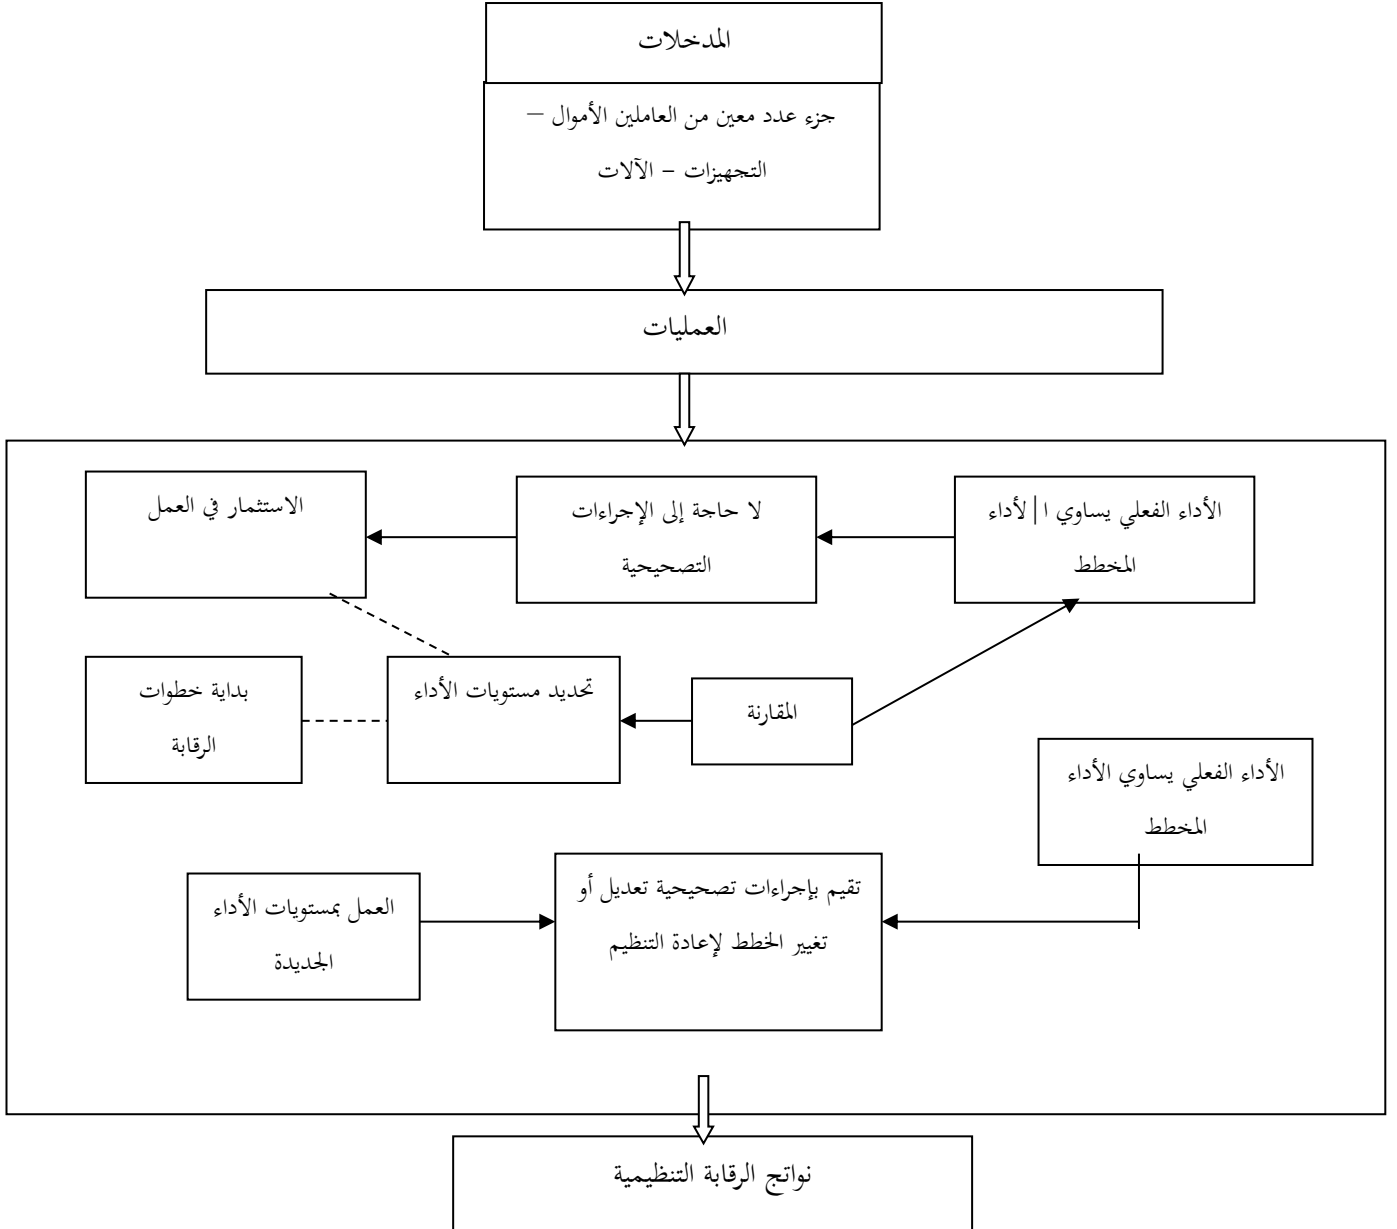 المدخلات
جزء عدد معين من العاملين الأموال –
التجهيزات – الآلات
العمليات
الأداء الفعلي يساوي ا|لأداء
المخطط
لا حاجة إلى الإجراءات
التصحيحية
الاستثمار في العمل
المقارنة
تحديد مستويات الأداء
بداية خطوات
الرقابة
الأداء الفعلي يساوي الأداء
المخطط
تقيم بإجراءات تصحيحية تعديل أو
تغيير الخطط لإعادة التنظيم
العمل بمستويات الأداء
الجديدة
نواتج الرقابة التنظيمية